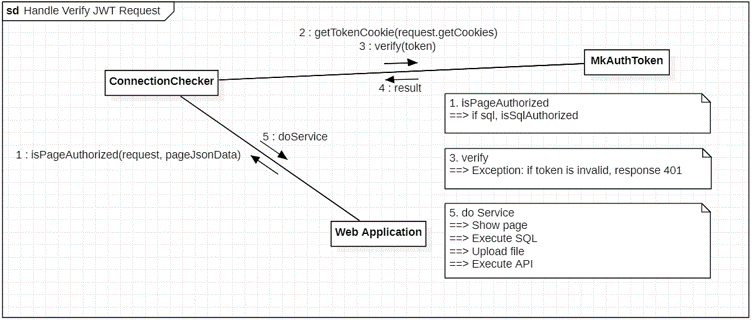 sd Handle Verify JWT Request
2 : getTokenCookie(request.getCookies)
3 : verify(token)
ConnectionChecker
MkAuthToken
4 : result
1. isPageAuthorized
==> if sql, isSqlAuthorized
5 : doService
1 : isPageAuthorized(request, pageJsonData)
3. verify
==> Exception: if token is invalid, response 401
Web Application
5. do Service
==> Show page
==> Execute SQL
==> Upload file
==> Execute API